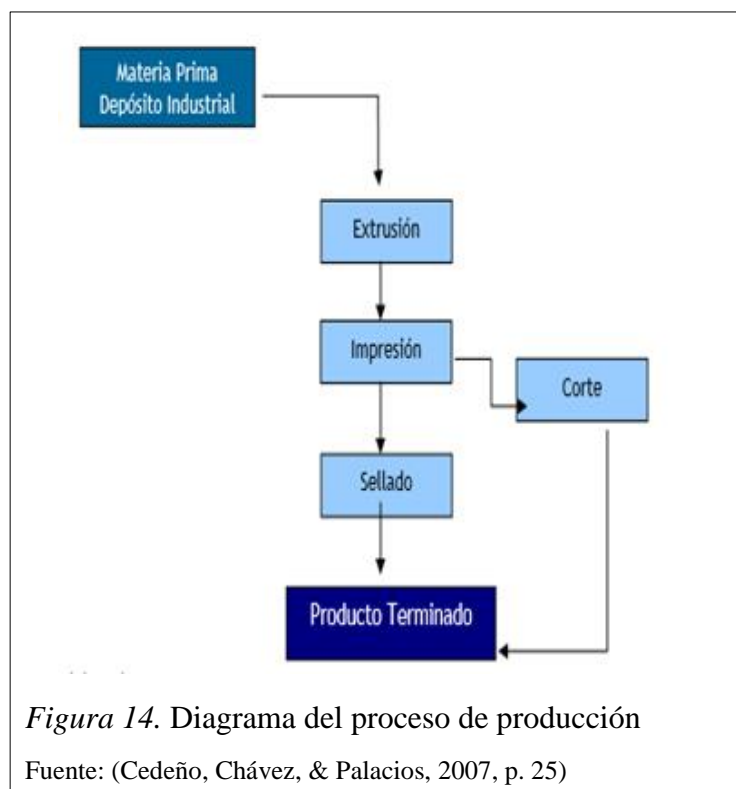 Materia Prima
Depósito Industrial
Extrusión
Impresión
Corte
Sellado
Producto Terminado
Figura 14. Diagrama del proceso de producción
Fuente: (Cedeño, Chávez, & Palacios, 2007, p. 25)